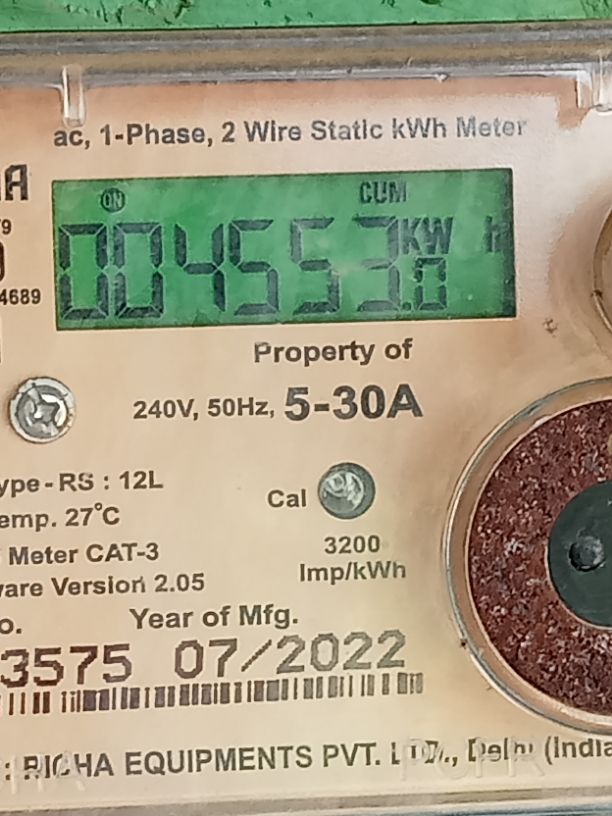 ac, 1-Phase, 2 Wire Static kWh Meter
A
ON CUM
004553.0 KW h
4689
Property of
240V, 50Hz, 5-30A
ype - RS : 12L
emp. 27°C
Cal
Meter CAT-3
3200
Imp/kWh
are Version 2.05
o. Year of Mfg.
3575 07/2022
: RICHA EQUIPMENTS PVT. LTD., Delhi (India